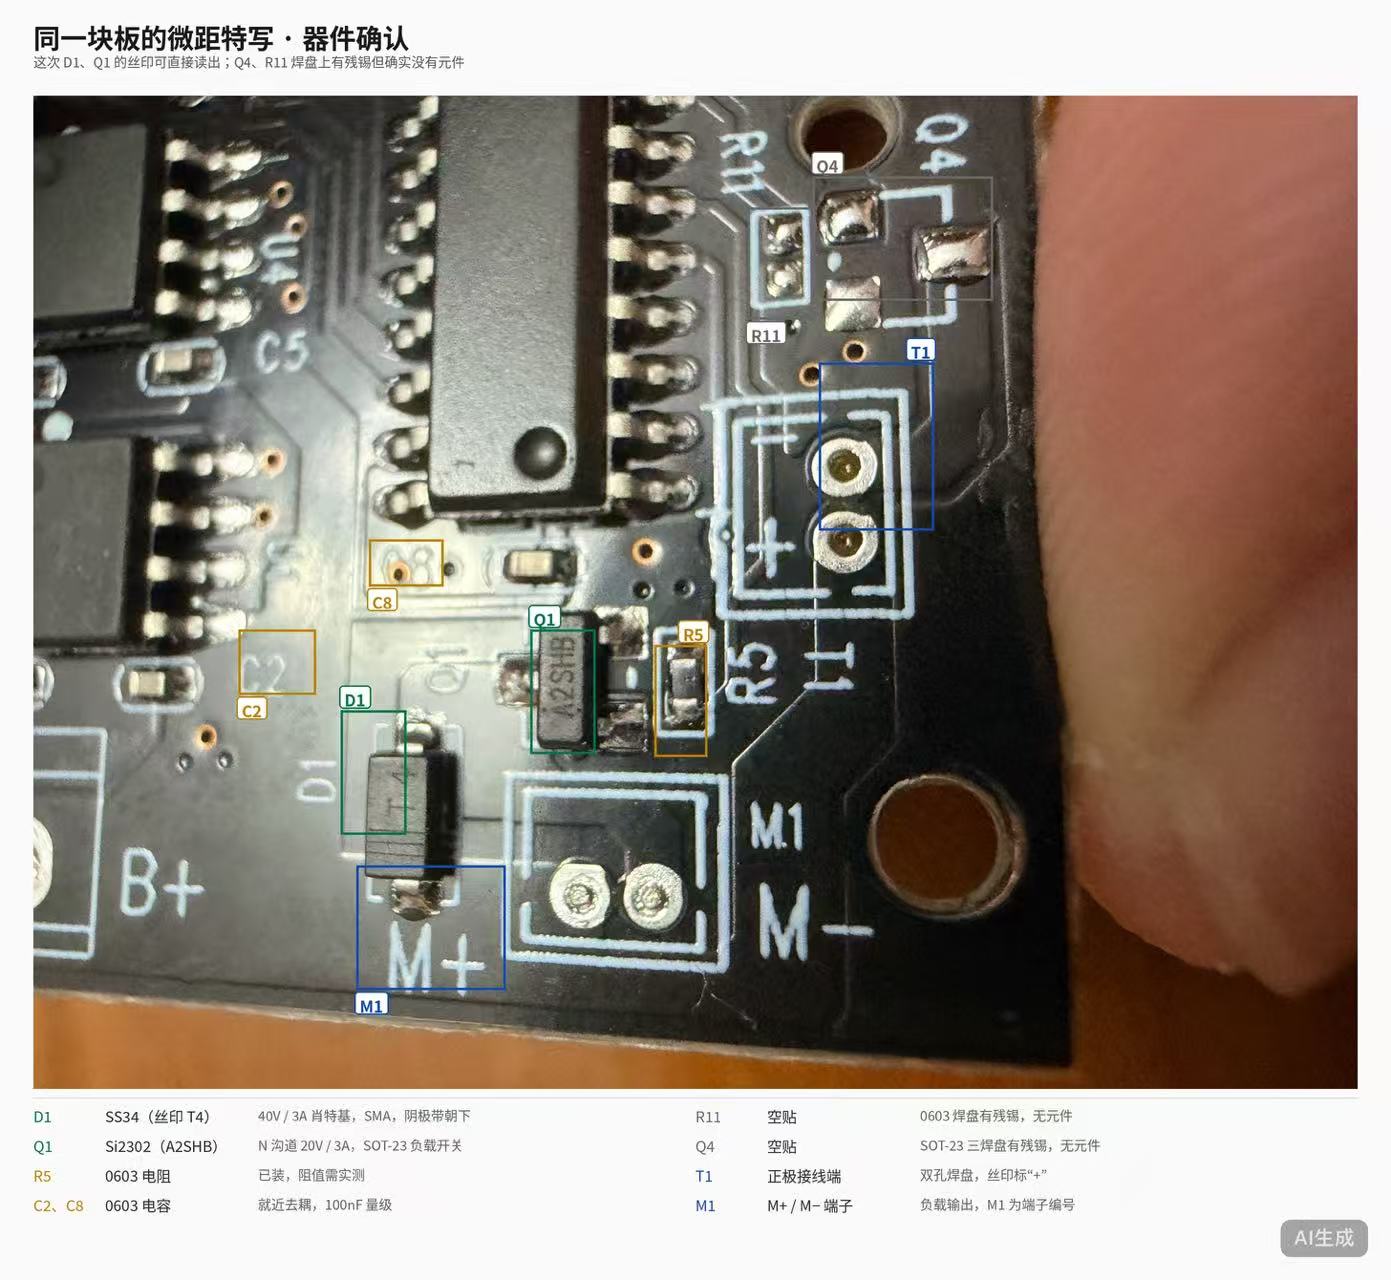 同一块板的微距特写 · 器件确认
这次 D1、Q1 的丝印可直接读出；Q4、R11 焊盘上有残锡但确实没有元件
R11
Q4
Q4
U4
R11
C5
T1
C8
Q1
R5
A2SHB
Q1
R5
C2
C2
D1
D1
M1
B+
M-
M+
M1
D1 SS34（丝印 T4） 40V / 3A 肖特基，SMA，阴极带朝下
Q1 Si2302（A2SHB） N 沟道 20V / 3A，SOT-23 负载开关
R5 0603 电阻 已装，阻值需实测
C2、C8 0603 电容 就近去耦，100nF 量级
R11 空贴 0603 焊盘有残锡，无元件
Q4 空贴 SOT-23 三焊盘有残锡，无元件
T1 正极接线端 双孔焊盘，丝印标“+”
M1 M+ / M− 端子 负载输出，M1 为端子编号
AI生成